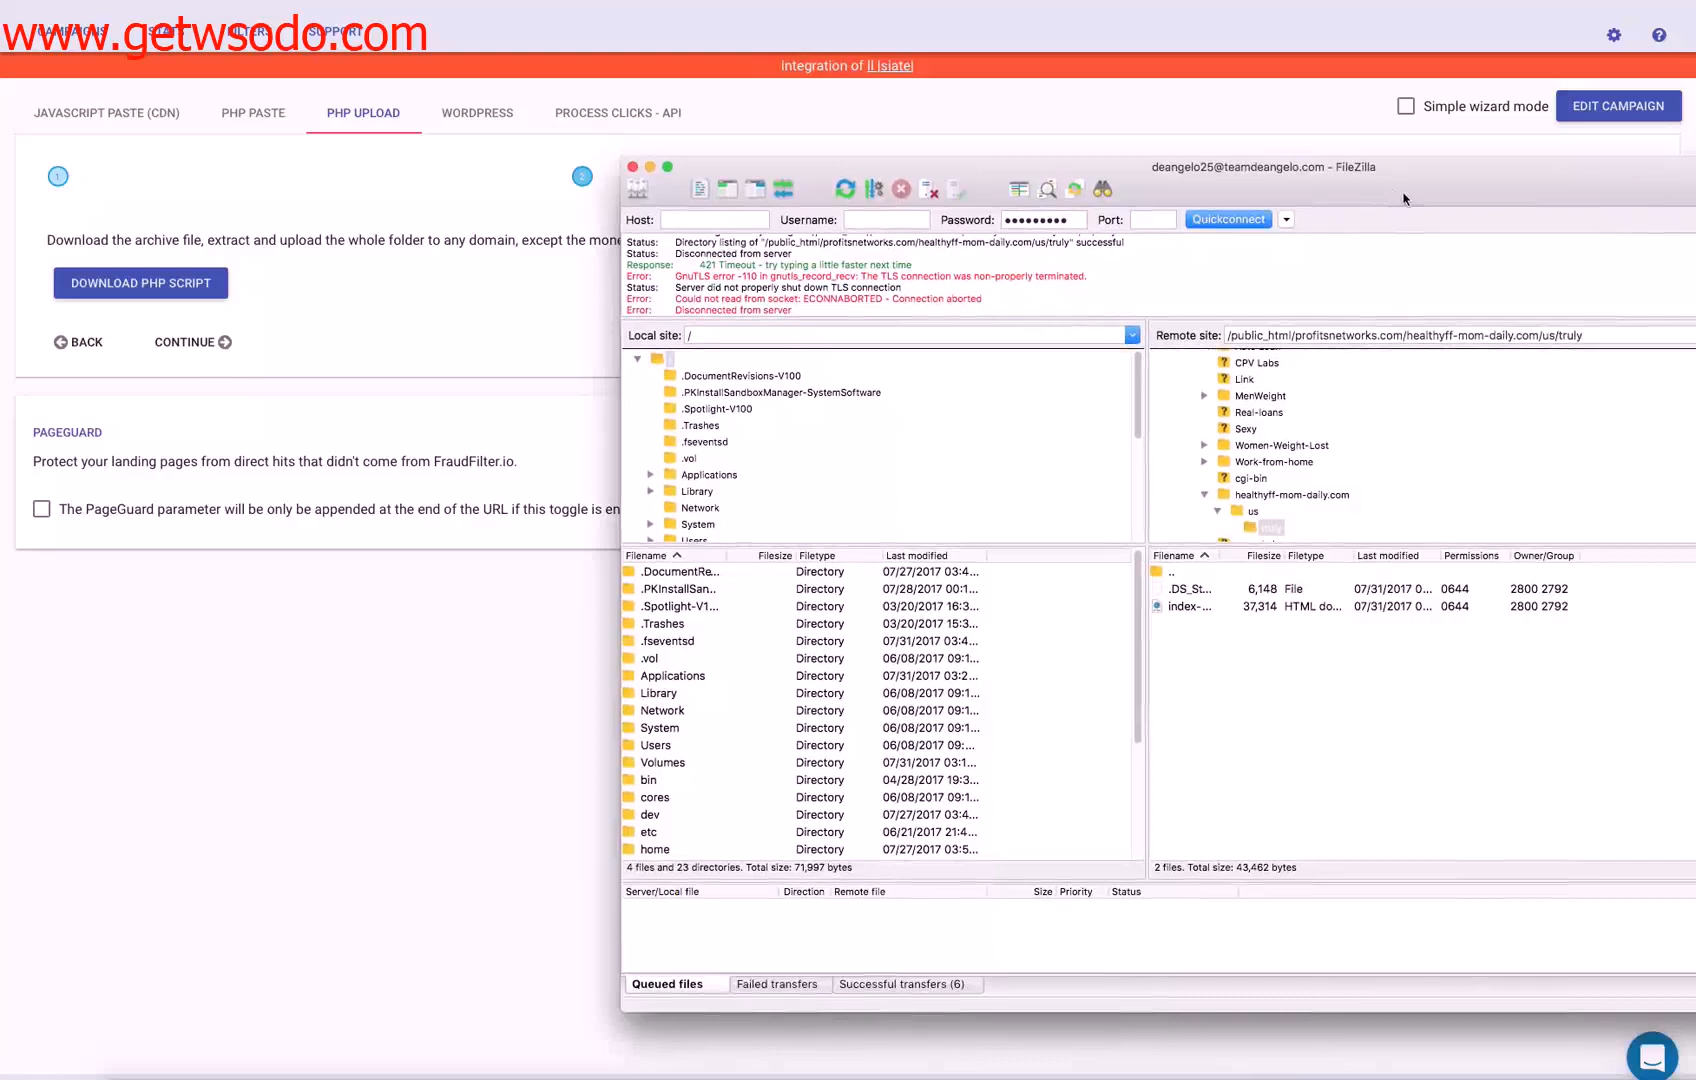 www.getwsodo.com
CAMPAIGNS STATS FILTERS SUPPORT
Integration of
JAVASCRIPT PASTE (CDN) PHP PASTE PHP UPLOAD WORDPRESS PROCESS CLICKS - API
Simple wizard mode EDIT CAMPAIGN
1
2
Download the archive file, extract and upload the whole folder to any domain, except the mone
DOWNLOAD PHP SCRIPT
BACK CONTINUE
PAGEGUARD
Protect your landing pages from direct hits that didn't come from FraudFilter.io.
The PageGuard parameter will be only be appended at the end of the URL if this toggle is en
deangelo25@teamdeangelo.com - FileZilla
Host: Username: Password: ●●●●●●●●● Port: Quickconnect
Status: Directory listing of "/public_html/profitsnetworks.com/healthyff-mom-daily.com/us/truly" successful
Status: Disconnected from server
Response: 421 Timeout - try typing a little faster next time
Error: GnuTLS error -110 in gnutls_record_recv: The TLS connection was non-properly terminated.
Status: Server did not properly shut down TLS connection
Error: Could not read from socket: ECONNABORTED - Connection aborted
Error: Disconnected from server
Local site: /
.DocumentRevisions-V100
.PKInstallSandboxManager-SystemSoftware
.Spotlight-V100
.Trashes
.fseventsd
.vol
Applications
Library
Network
System
Users
Remote site: /public_html/profitsnetworks.com/healthyff-mom-daily.com/us/truly
CPV Labs
Link
MenWeight
Real-loans
Sexy
Women-Weight-Lost
Work-from-home
cgi-bin
healthyff-mom-daily.com
us
truly
Filename Filesize Filetype Last modified
.DocumentRe... Directory 07/27/2017 03:4...
.PKInstallSan.. Directory 07/28/2017 00:1...
.Spotlight-V1... Directory 03/20/2017 16:3...
.Trashes Directory 03/20/2017 15:3...
.fseventsd Directory 07/31/2017 03:4...
.vol Directory 06/08/2017 09:1...
Applications Directory 07/31/2017 03:2...
Library Directory 06/08/2017 09:1...
Network Directory 06/08/2017 09:1...
System Directory 06/08/2017 09:1...
Users Directory 06/08/2017 09:...
Volumes Directory 07/31/2017 03:1...
bin Directory 04/28/2017 19:3...
cores Directory 06/08/2017 09:1...
dev Directory 07/27/2017 03:4...
etc Directory 06/21/2017 21:4...
home Directory 07/27/2017 03:5...
4 files and 23 directories. Total size: 71,997 bytes
Filename Filesize Filetype Last modified Permissions Owner/Group
..
.DS_St... 6,148 File 07/31/2017 0... 0644 2800 2792
index-... 37,314 HTML do... 07/31/2017 0... 0644 2800 2792
2 files. Total size: 43,462 bytes
Server/Local file Direction Remote file Size Priority Status
Queued files Failed transfers Successful transfers (6)